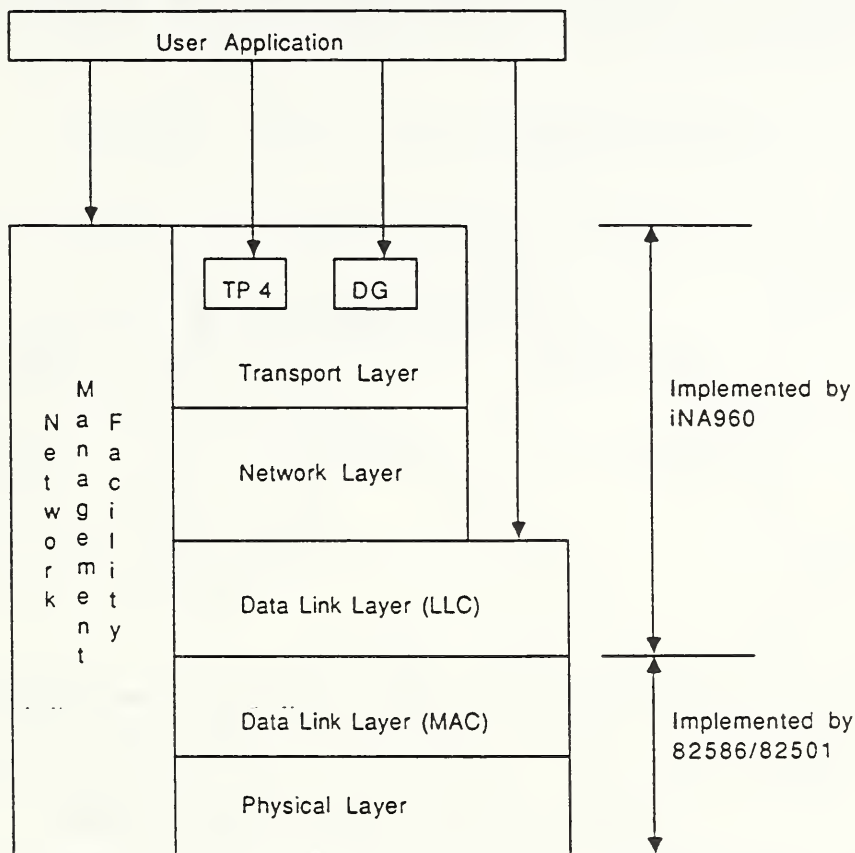 User Application
TP 4
DG
Transport Layer
Network Layer
Data Link Layer (LLC)
Data Link Layer (MAC)
Physical Layer
Network
Management
Facility
Implemented by
iNA960
Implemented by
82586/82501